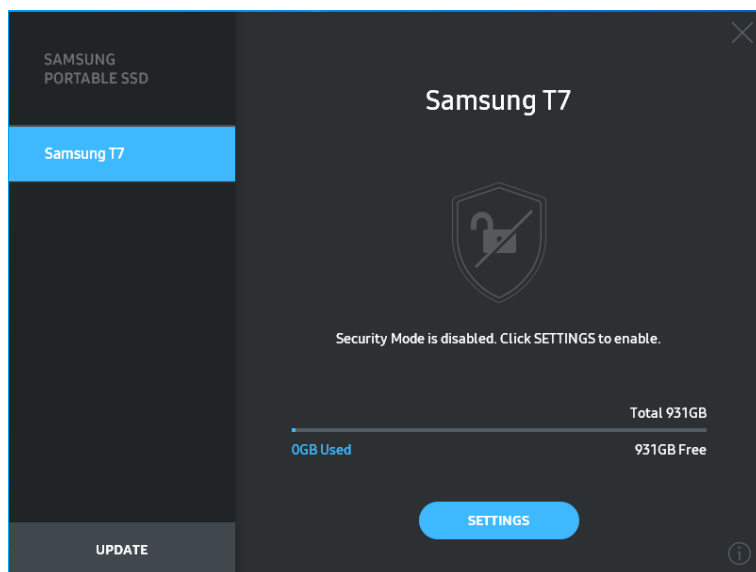 SAMSUNG
PORTABLE SSD
Samsung T7
Samsung T7
Security Mode is disabled. Click SETTINGS to enable.
Total 931GB
0GB Used
931GB Free
SETTINGS
UPDATE